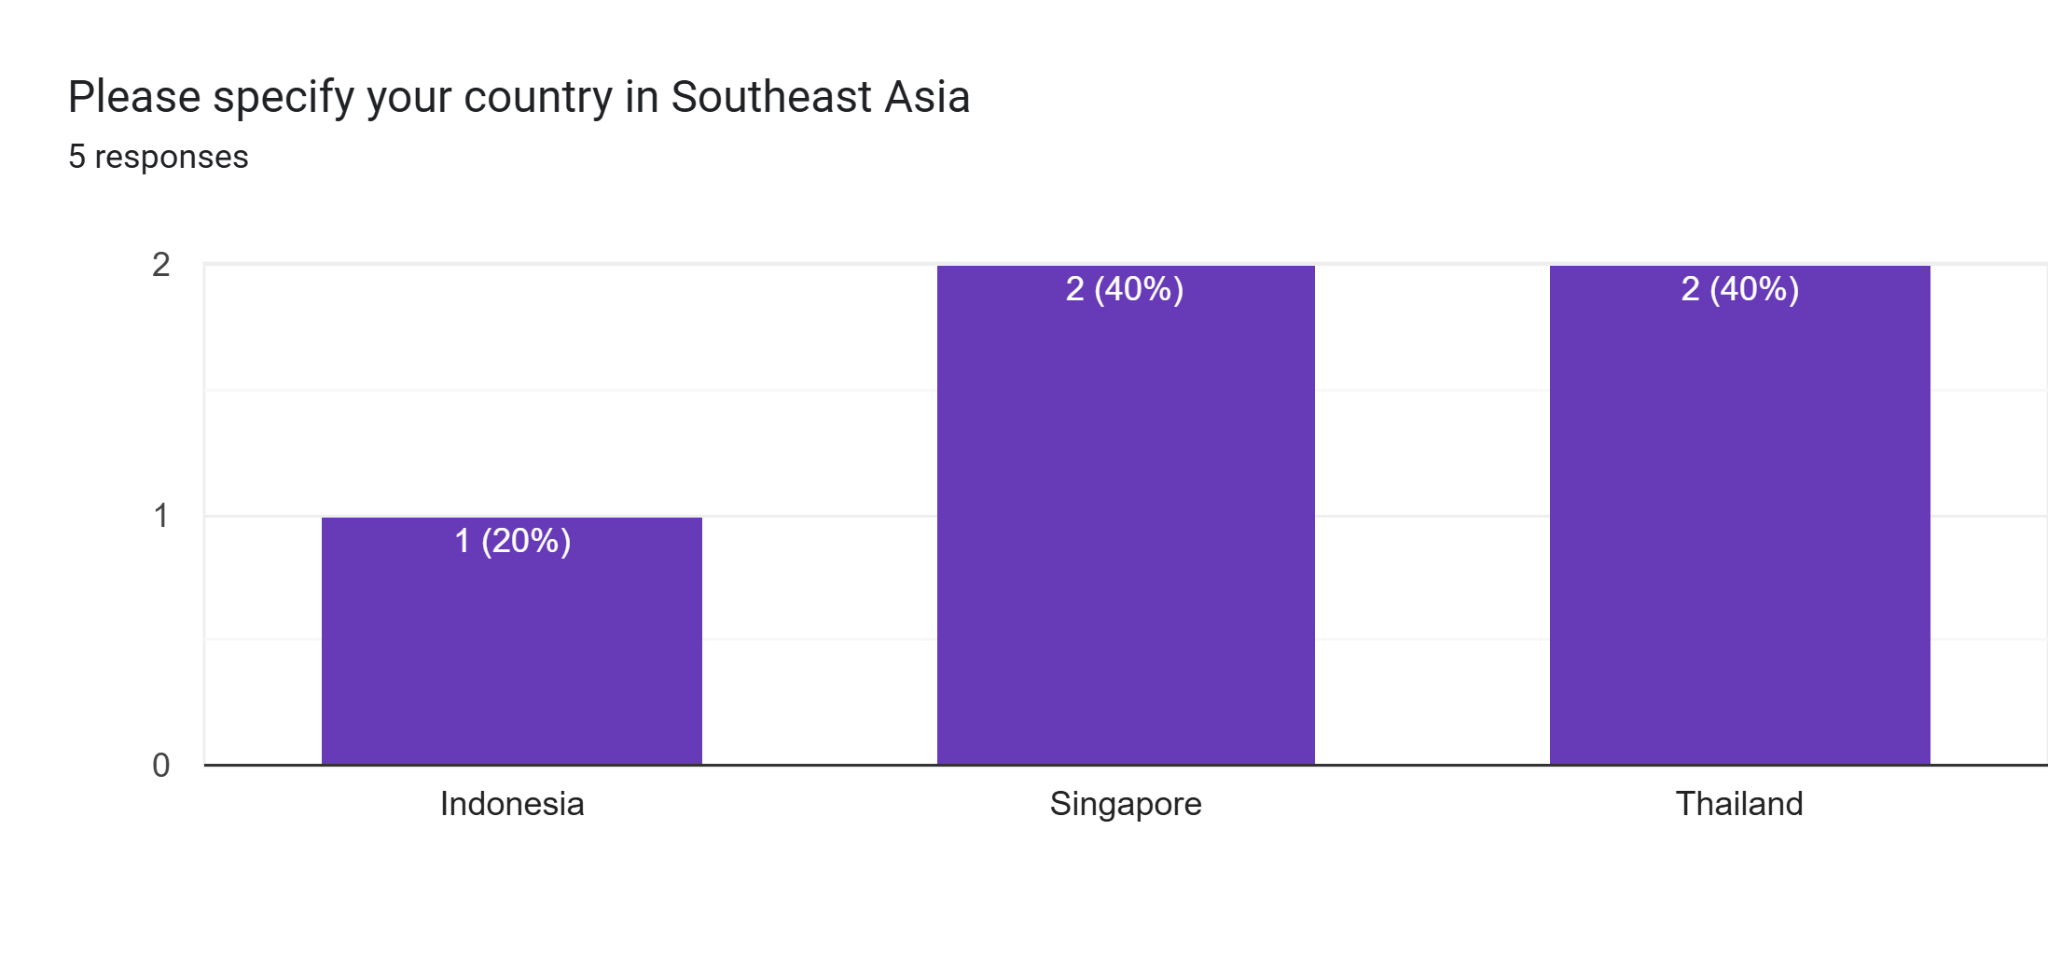 Please specify your country in Southeast Asia
5 responses
2
2 (40%) 2 (40%)
1
1 (20%)
0
Indonesia Singapore Thailand